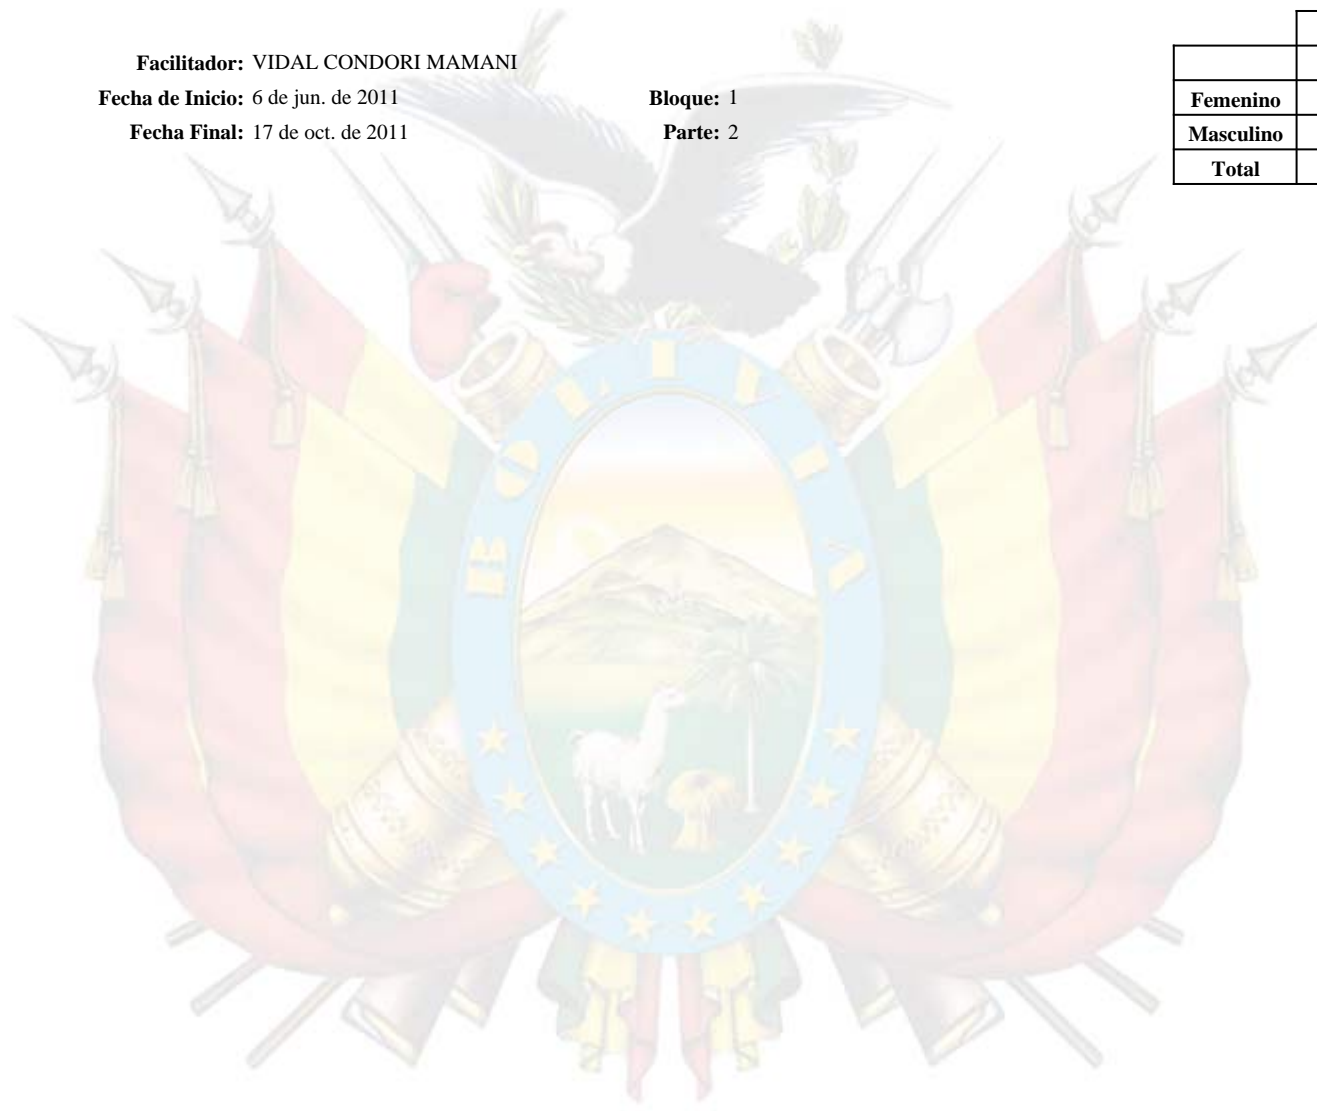 Facilitador: VIDAL CONDORI MAMANI
Fecha de Inicio: 6 de jun. de 2011 Bloque: 1
Fecha Final: 17 de oct. de 2011 Parte: 2
Femenino
Masculino
Total
BOLIVIA